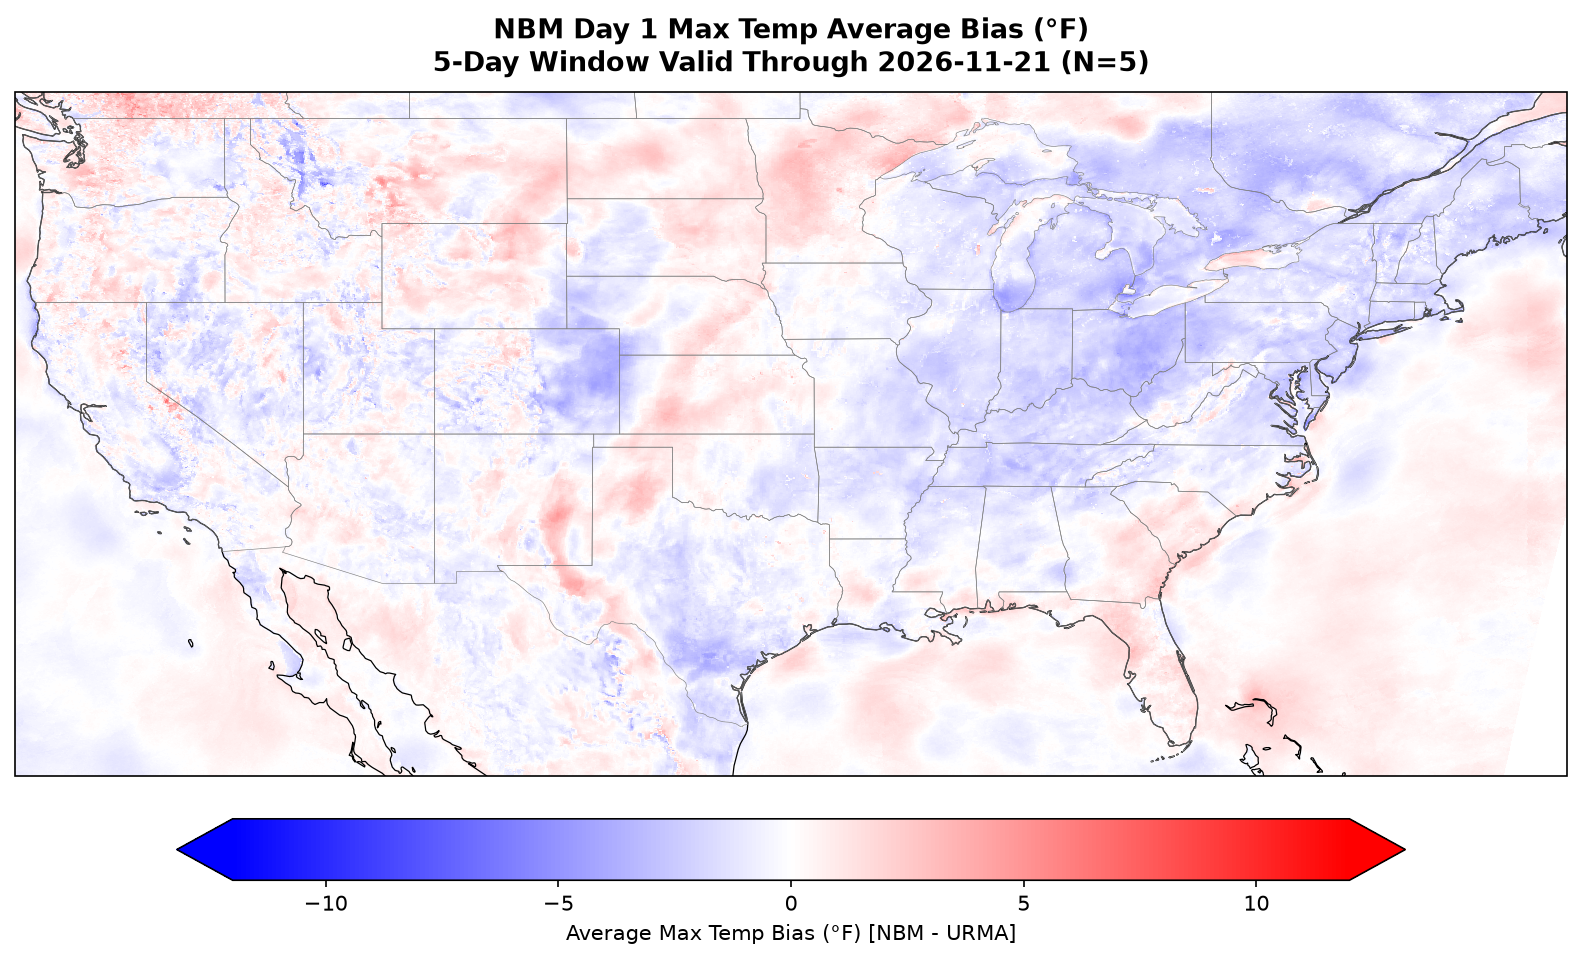 NBM Day 1 Max Temp Average Bias (°F)
5-Day Window Valid Through 2026-11-21 (N=5)
−10 −5 0 5 10
Average Max Temp Bias (°F) [NBM - URMA]